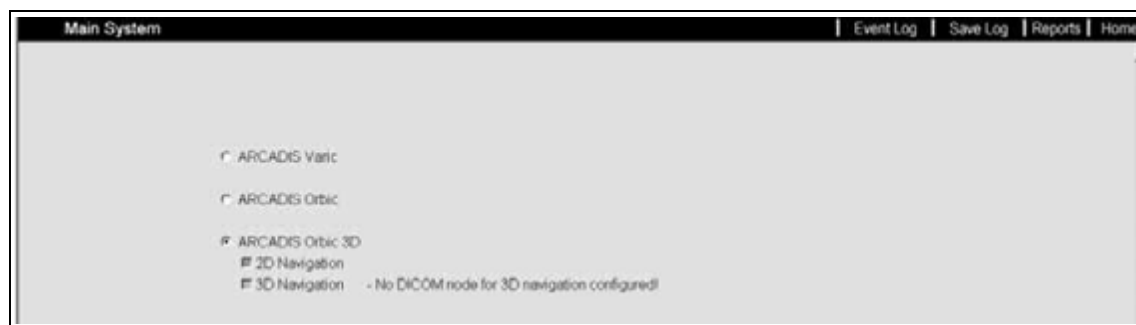 Main System | Event Log | Save Log | Reports | Home
ARCADIS Varic
ARCADIS Orbic
ARCADIS Orbic 3D
2D Navigation
3D Navigation - No DICOM node for 3D navigation configured!